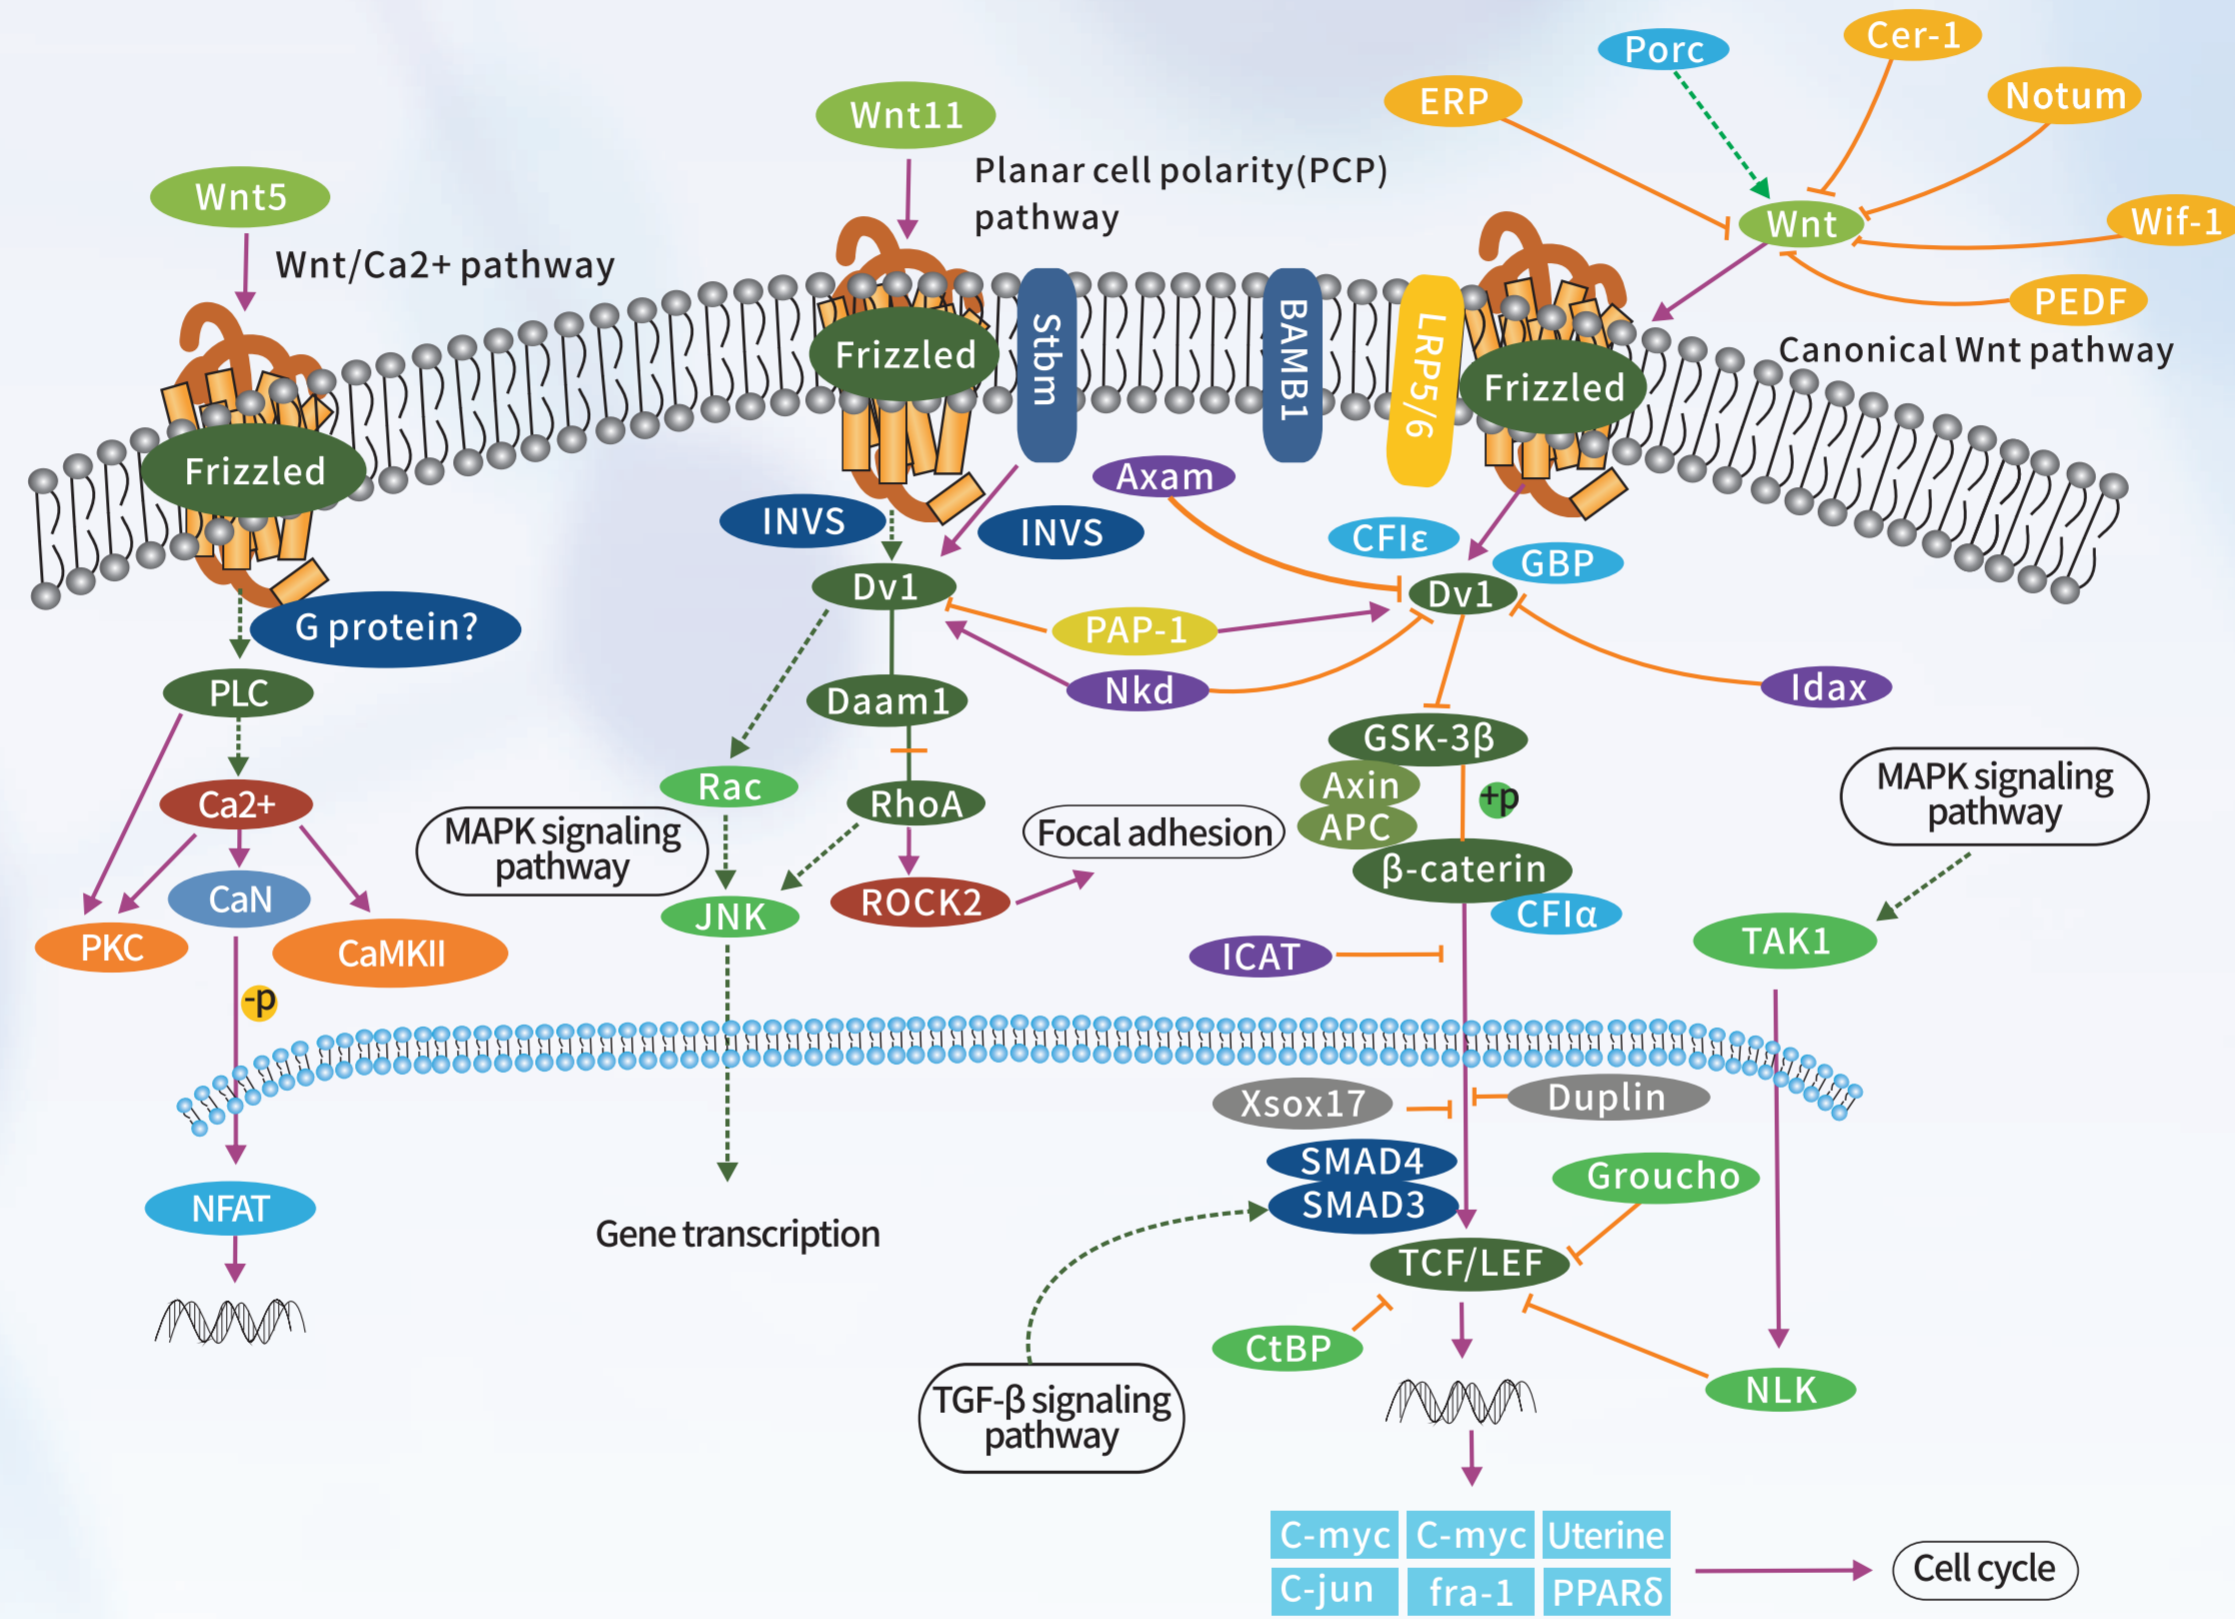 Porc
Cer-1
ERP
Notum
Wnt11
Planar cell polarity(PCP)
pathway
Wnt5
Wnt
Wif-1
Wnt/Ca2+ pathway
PEDF
Canonical Wnt pathway
Frizzled
Stbm
BAMB1
LRP5/6
Frizzled
Frizzled
Axam
INVS
INVS
CFIε
GBP
Dv1
Dv1
G protein?
PAP-1
PLC
Daam1
Nkd
Idax
GSK-3β
Axin
+p
APC
MAPK signaling
pathway
Rac
RhoA
Ca2+
MAPK signaling
pathway
Focal adhesion
β-caterin
CaN
ROCK2
JNK
CFIα
PKC
CaMKII
ICAT
TAK1
-p
Xsox17
Duplin
SMAD4
SMAD3
Groucho
NFAT
Gene transcription
TCF/LEF
CtBP
NLK
TGF-β signaling
pathway
C-myc
C-myc
Uterine
C-jun
fra-1
PPARδ
Cell cycle